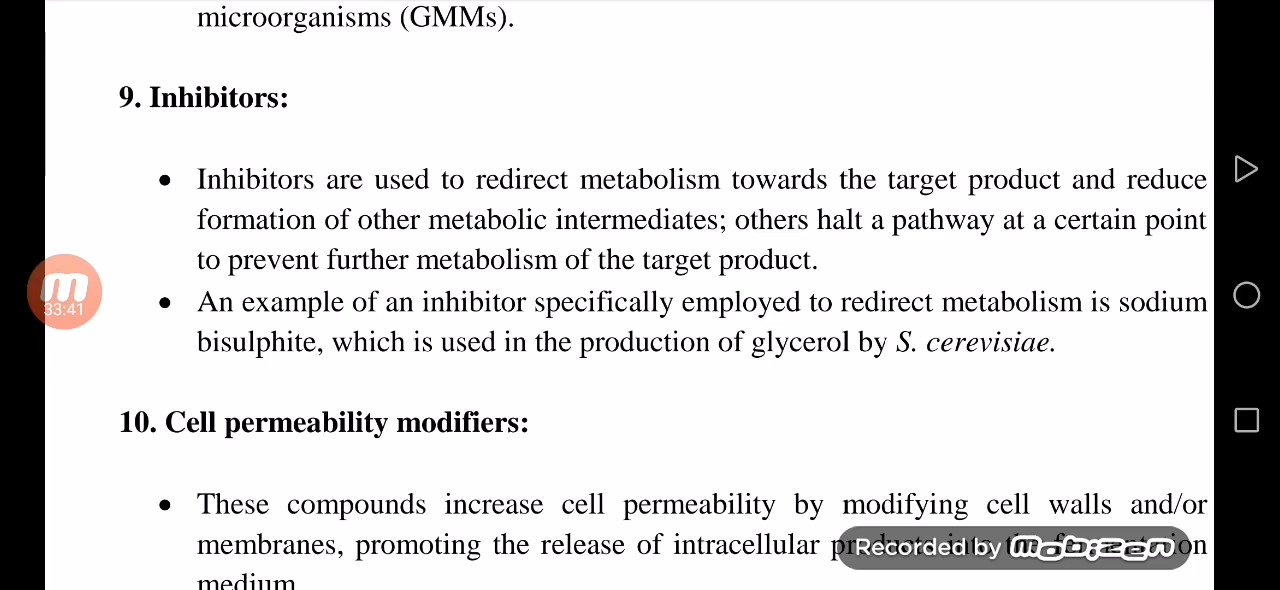 microorganisms (GMMs).
9. Inhibitors:
• Inhibitors are used to redirect metabolism towards the target product and reduce
formation of other metabolic intermediates; others halt a pathway at a certain point
to prevent further metabolism of the target product.
• An example of an inhibitor specifically employed to redirect metabolism is sodium
bisulphite, which is used in the production of glycerol by S. cerevisiae.
33:41
10. Cell permeability modifiers:
• These compounds increase cell permeability by modifying cell walls and/or
membranes, promoting the release of intracellular
Recorded by mobizen
medium